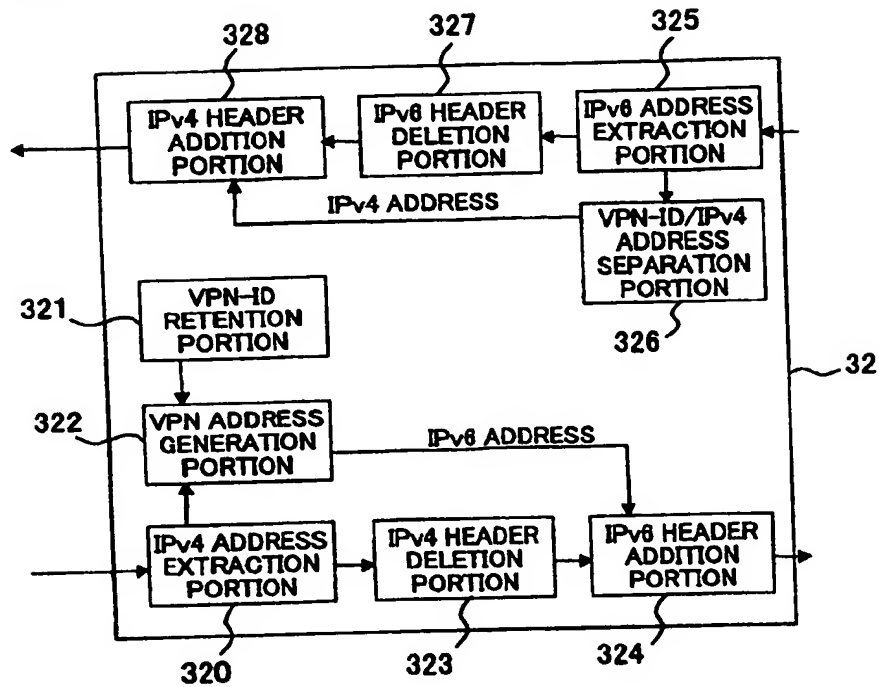 328
327
325
IPv4 HEADER
ADDITION
PORTION
IPv6 HEADER
DELETION
PORTION
IPv6 ADDRESS
EXTRACTION
PORTION
IPv4 ADDRESS
VPN-ID/IPv4
ADDRESS
SEPARATION
PORTION
321
VPN-ID
RETENTION
PORTION
326
32
322
VPN ADDRESS
GENERATION
PORTION
IPv6 ADDRESS
IPv4 ADDRESS
EXTRACTION
PORTION
IPv4 HEADER
DELETION
PORTION
IPv6 HEADER
ADDITION
PORTION
320
323
324